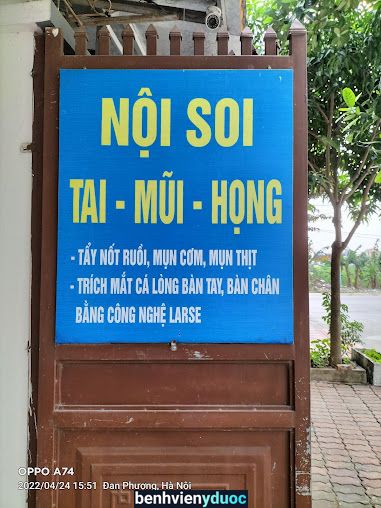 NỘI SOI
TAI - MŨI - HỌNG
- TẨY NỐT RUỒI, MỤN CƠM, MỤN THỊT
- TRÍCH MẮT CÁ LÒNG BÀN TAY, BÀN CHÂN
BẰNG CÔNG NGHỆ LARSE
OPPO A74
2022/04/24 15:51 Đan Phượng, Hà Nội
benhvienyduoc